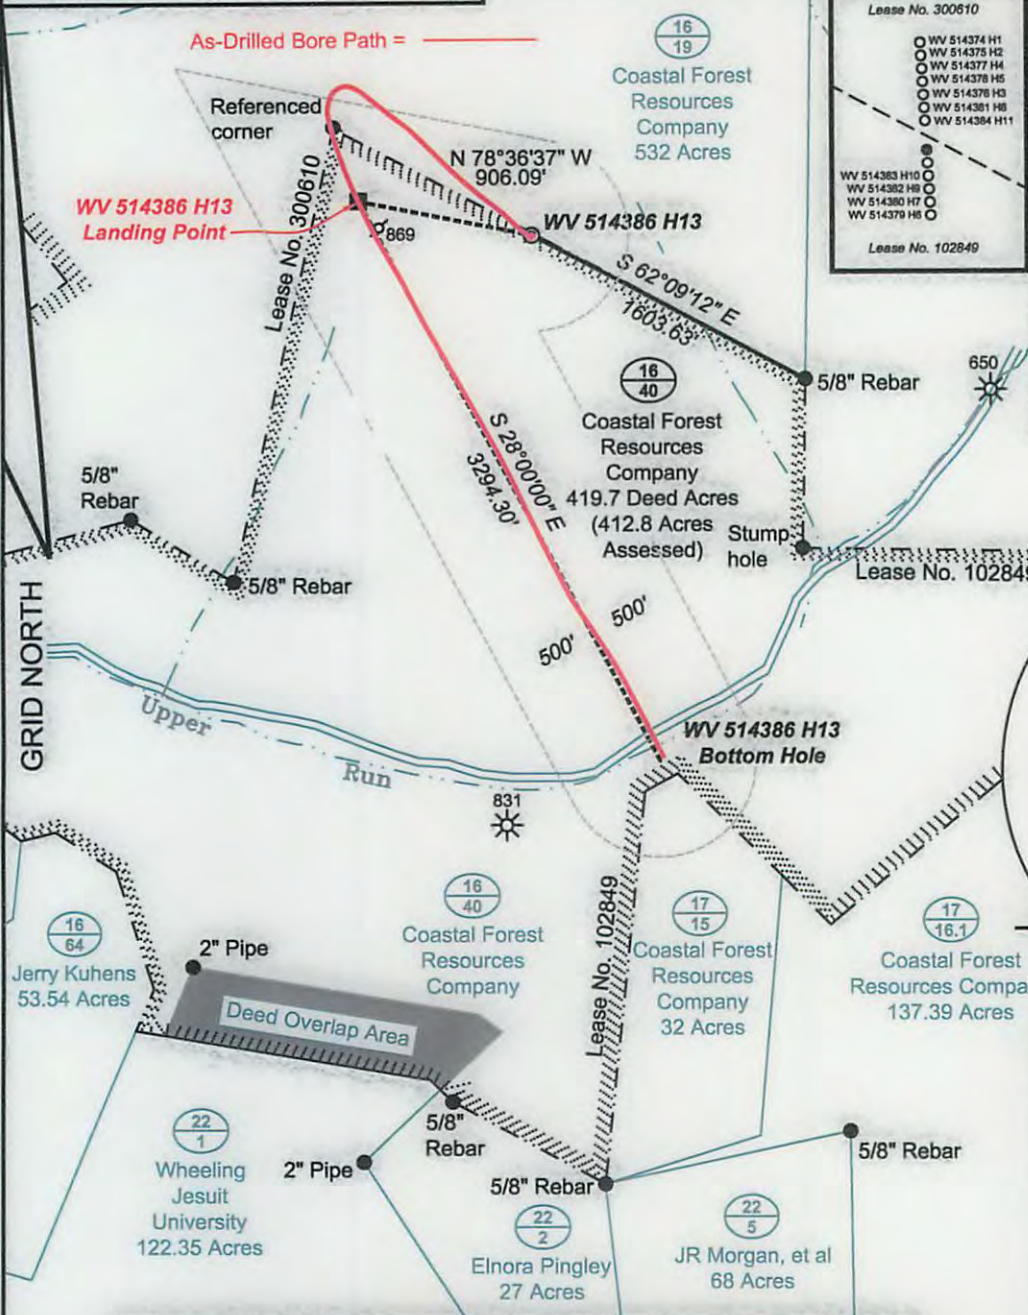 As-Drilled Bore Path =
16
19
Coastal Forest
Resources
Company
532 Acres
Lease No. 300610
WV 514374 H1
WV 514375 H2
WV 514377 H4
WV 514378 H5
WV 514376 H3
WV 514381 H8
WV 514384 H11
WV 514383 H10
WV 514382 H9
WV 514380 H7
WV 514379 H6
Lease No. 102849
Referenced
corner
N 78°36'37" W
906.09'
WV 514386 H13
Landing Point
Lease No. 300610
869
WV 514386 H13
S 62°09'12" E
1603.63'
16
40
Coastal Forest
Resources
Company
419.7 Deed Acres
(412.8 Acres
Assessed)
5/8" Rebar
650
S 28°00'00" E
3294.30'
5/8"
Rebar
5/8" Rebar
Stump
hole
Lease No. 102849
GRID NORTH
500'
500'
Upper
Run
WV 514386 H13
Bottom Hole
831
16
40
Coastal Forest
Resources
Company
Lease No. 102849
17
15
Coastal Forest
Resources
Company
32 Acres
17
16.1
Coastal Forest
Resources Compa
137.39 Acres
16
64
Jerry Kuhens
53.54 Acres
2" Pipe
Deed Overlap Area
5/8"
Rebar
22
1
Wheeling
Jesuit
University
122.35 Acres
2" Pipe
5/8" Rebar
5/8" Rebar
22
2
Elnora Pingley
27 Acres
22
5
JR Morgan, et al
68 Acres